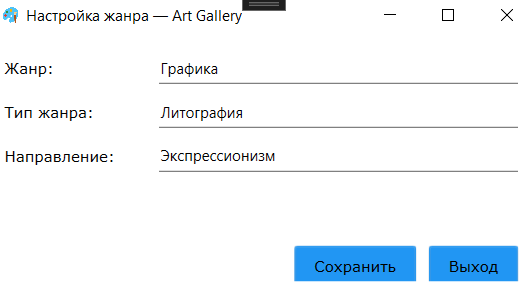 Настройка жанра — Art Gallery
Жанр: Графика
Тип жанра: Литография
Направление: Экспрессионизм
Сохранить Выход